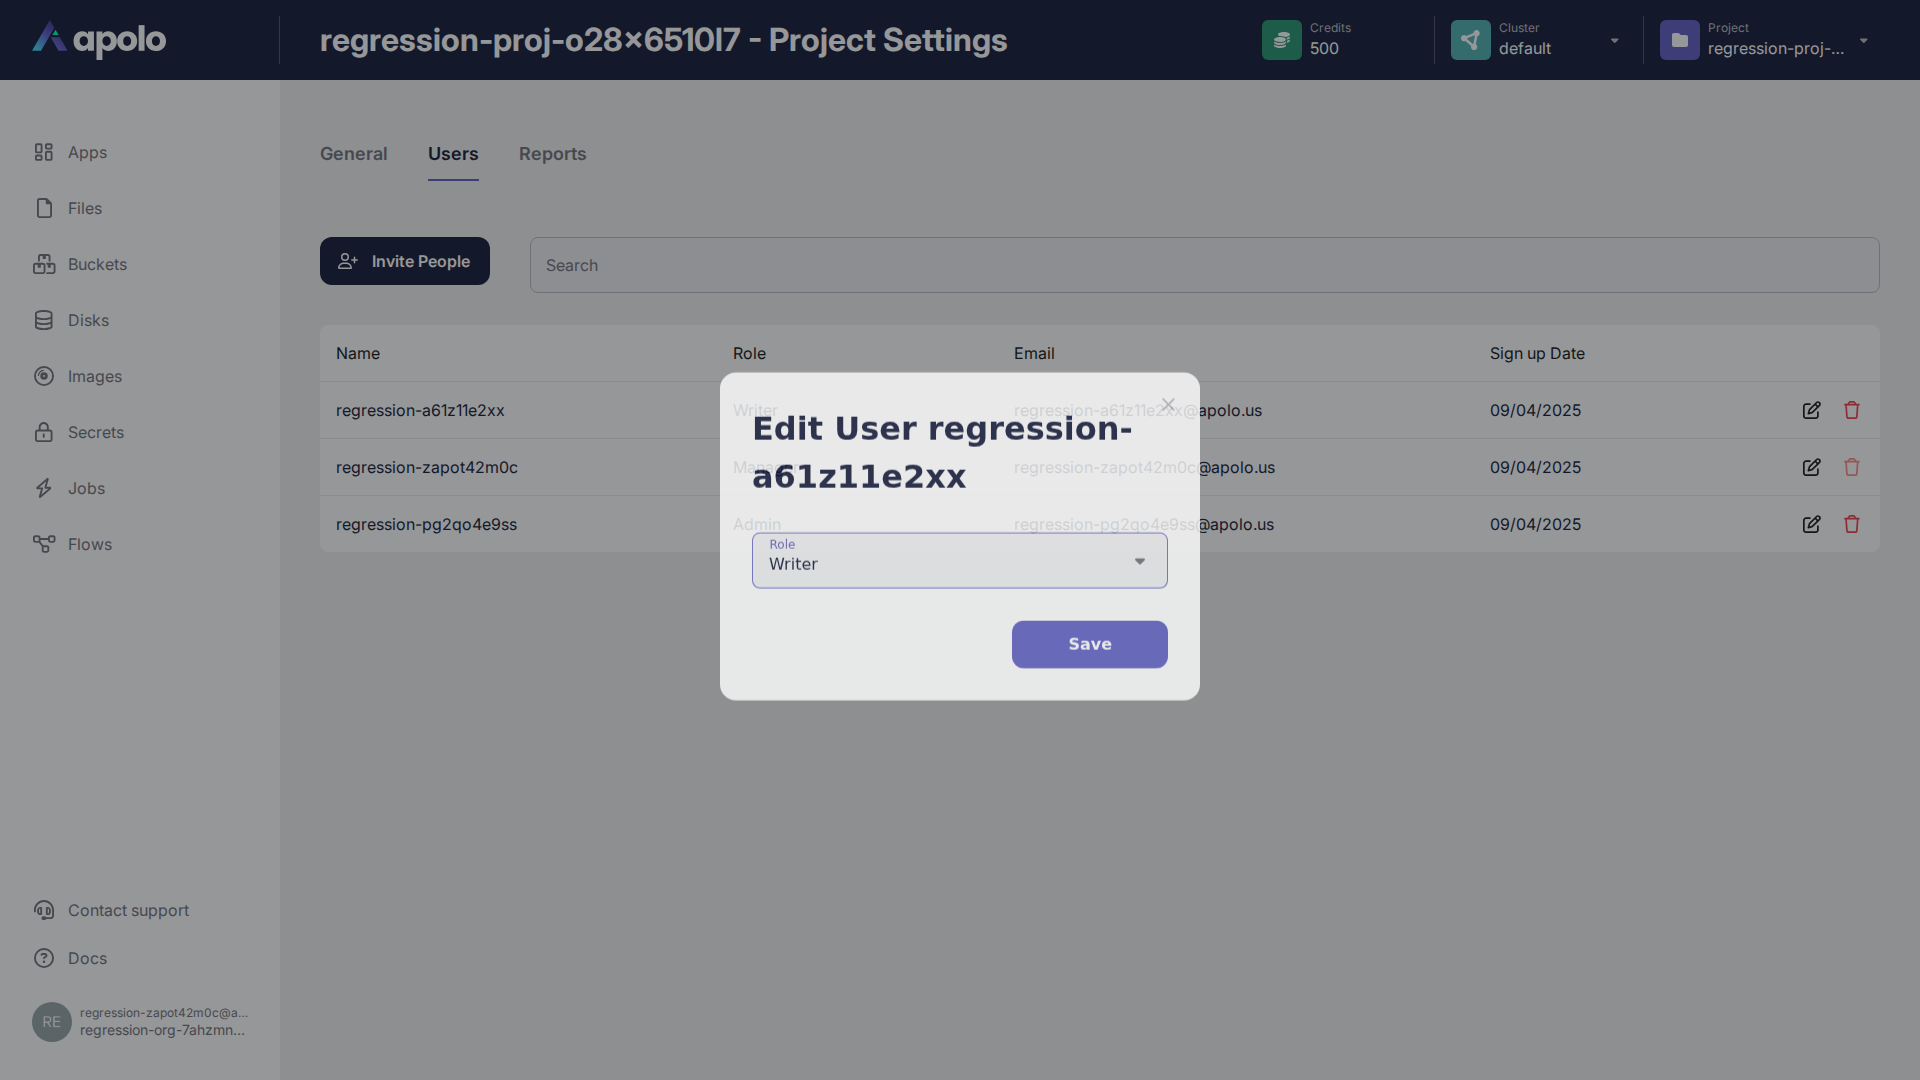 apolo
regression-proj-o28x6510l7 - Project Settings
Credits
500
Cluster
default
Project
regression-proj-...
Apps
Files
Buckets
Disks
Images
Secrets
Jobs
Flows
Contact support
Docs
RE
regression-zapot42m0c@a...
regression-org-7ahzmn...
General
Users
Reports
Invite People
Search
Name
Role
Email
Sign up Date
regression-a61z11e2xx
Writer
regression-a61z11e2xx@apolo.us
09/04/2025
regression-zapot42m0c
Manager
regression-zapot42m0c@apolo.us
09/04/2025
regression-pg2qo4e9ss
Admin
regression-pg2qo4e9ss@apolo.us
09/04/2025
Edit User regression-
a61z11e2xx
Role
Writer
Save